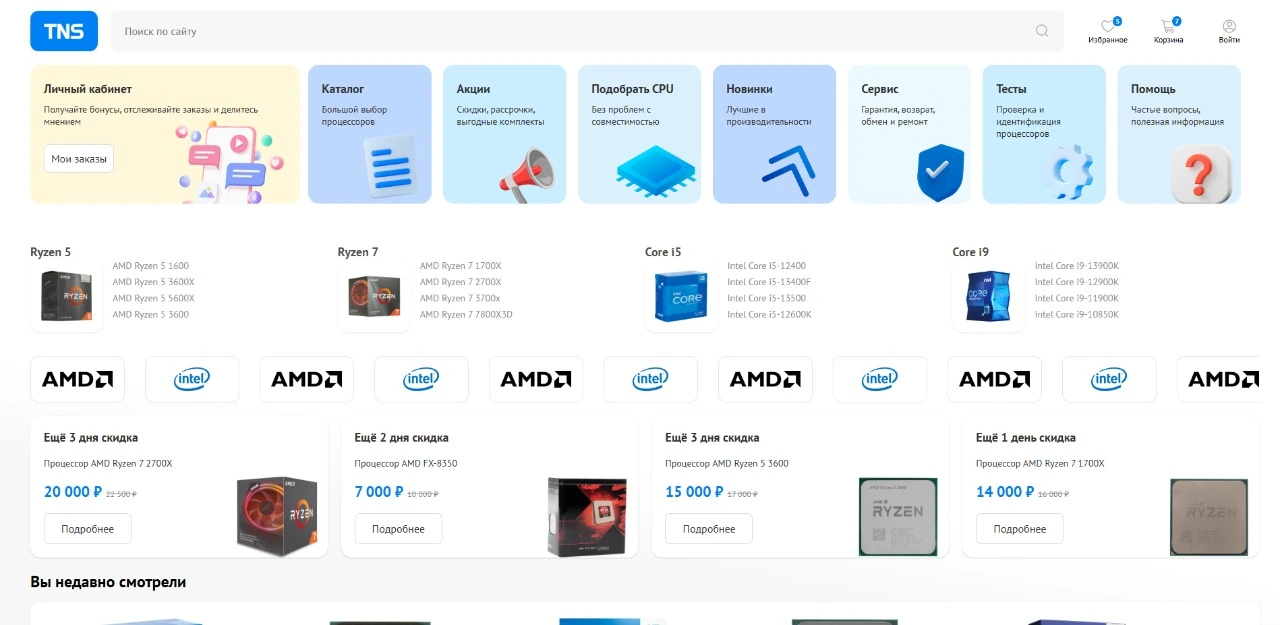 TNS
Поиск по сайту
5
7
Избранное
Корзина
Войти
Личный кабинет
Получайте бонусы, отслеживайте заказы и делитесь
мнением
Мои заказы
Каталог
Большой выбор
процессоров
Акции
Скидки, рассрочки,
выгодные комплекты
Подобрать CPU
Без проблем с
совместимостью
Новинки
Лучшие в
производительности
Сервис
Гарантия, возврат,
обмен и ремонт
Тесты
Проверка и
идентификация
процессоров
Помощь
Частые вопросы,
полезная информация
?
Ryzen 5
RYZEN
AMD Ryzen 5 1600
AMD Ryzen 5 3600X
AMD Ryzen 5 5600X
AMD Ryzen 5 3600
Ryzen 7
RYZEN
AMD Ryzen 7 1700X
AMD Ryzen 7 2700X
AMD Ryzen 7 3700x
AMD Ryzen 7 7800X3D
Core i5
CORE
Intel Core I5-12400
Intel Core I5-13400F
Intel Core I5-13500
Intel Core i5-12600K
Core i9
CORE
Intel Core I9-13900K
Intel Core I9-12900K
Intel Core I9-11900K
Intel Core I9-10850K
AMD intel AMD intel AMD intel AMD intel AMD intel AMD
Ещё 3 дня скидка
Процессор AMD Ryzen 7 2700X
20 000 ₽ 22 500 ₽
Подробнее
RYZEN
Ещё 2 дня скидка
Процессор AMD FX-8350
7 000 ₽ 10 000 ₽
Подробнее
Ещё 3 дня скидка
Процессор AMD Ryzen 5 3600
15 000 ₽ 17 000 ₽
Подробнее
RYZEN
Ещё 1 день скидка
Процессор AMD Ryzen 7 1700X
14 000 ₽ 16 000 ₽
Подробнее
RYZEN
Вы недавно смотрели